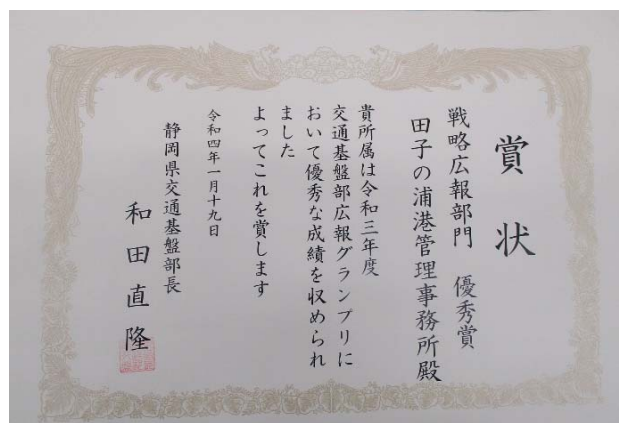 賞状
戦略広報部門 優秀賞
田子の浦港管理事務所殿
貴所属は令和三年度
交通基盤部広報グランプリに
おいて優秀な成績を収められ
ました
よってこれを賞します
令和四年一月十九日
静岡県交通基盤部長
和田直隆